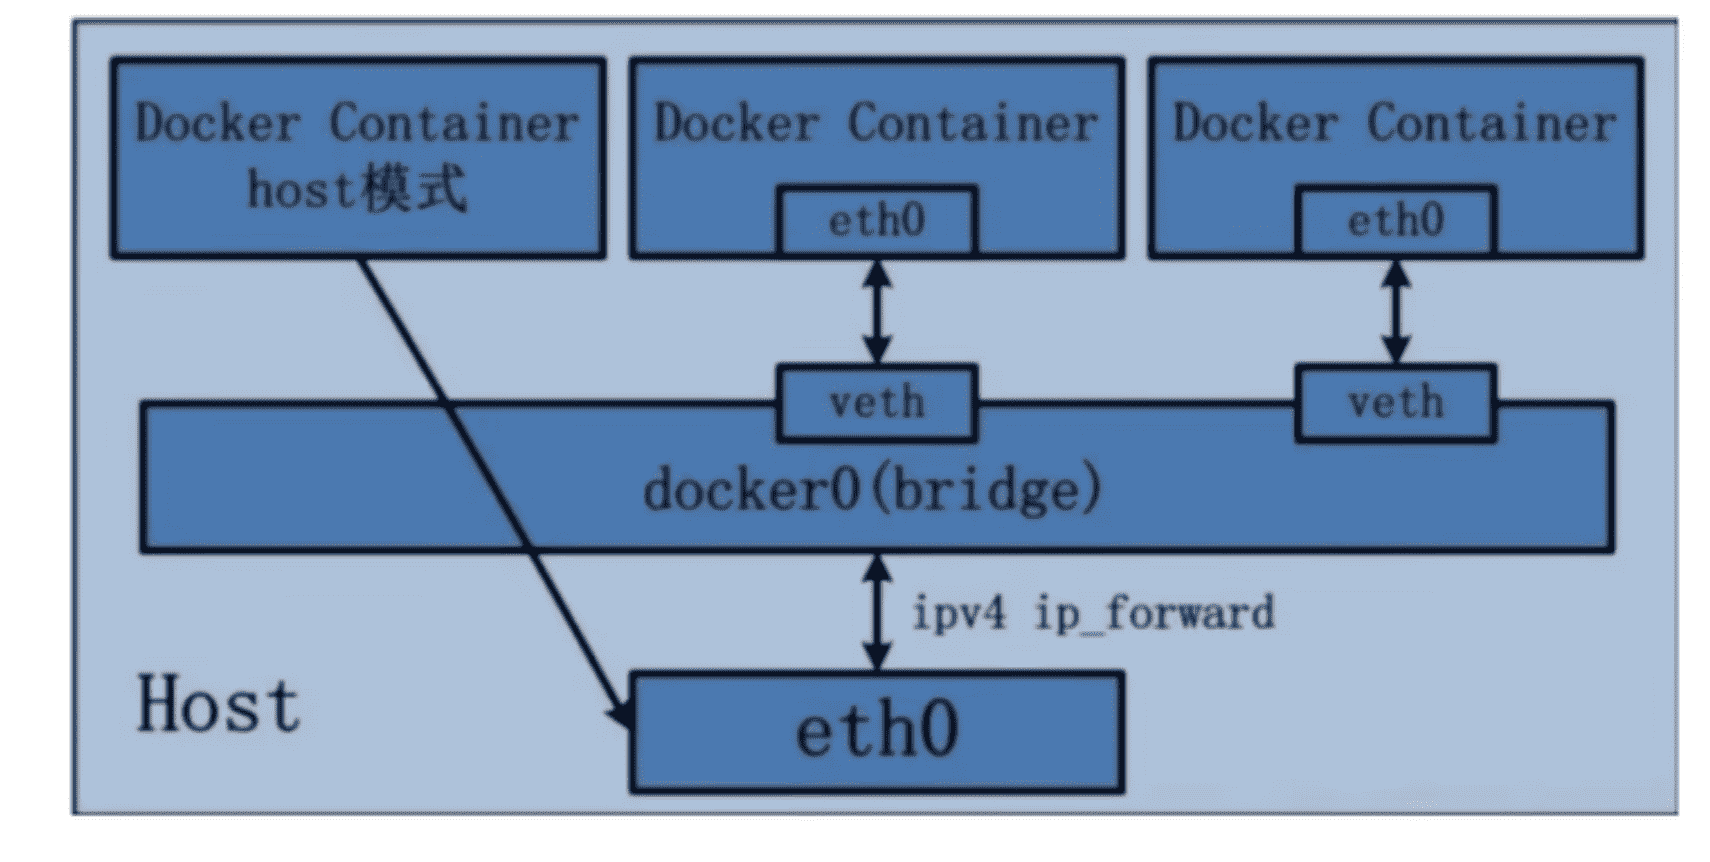 Docker Container
host模式
Docker Container
eth0
Docker Container
eth0
veth
veth
docker0(bridge)
ipv4 ip_forward
Host
eth0